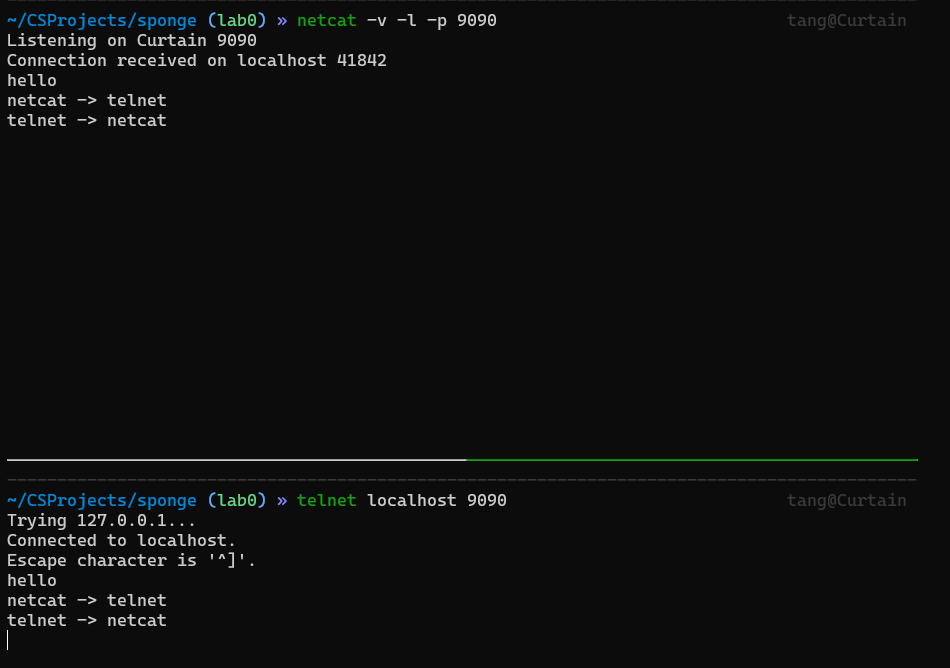 ~/CSProjects/sponge (lab0) » netcat -v -l -p 9090 tang@Curtain
Listening on Curtain 9090
Connection received on localhost 41842
hello
netcat -> telnet
telnet -> netcat
~/CSProjects/sponge (lab0) » telnet localhost 9090 tang@Curtain
Trying 127.0.0.1...
Connected to localhost.
Escape character is '^]'.
hello
netcat -> telnet
telnet -> netcat